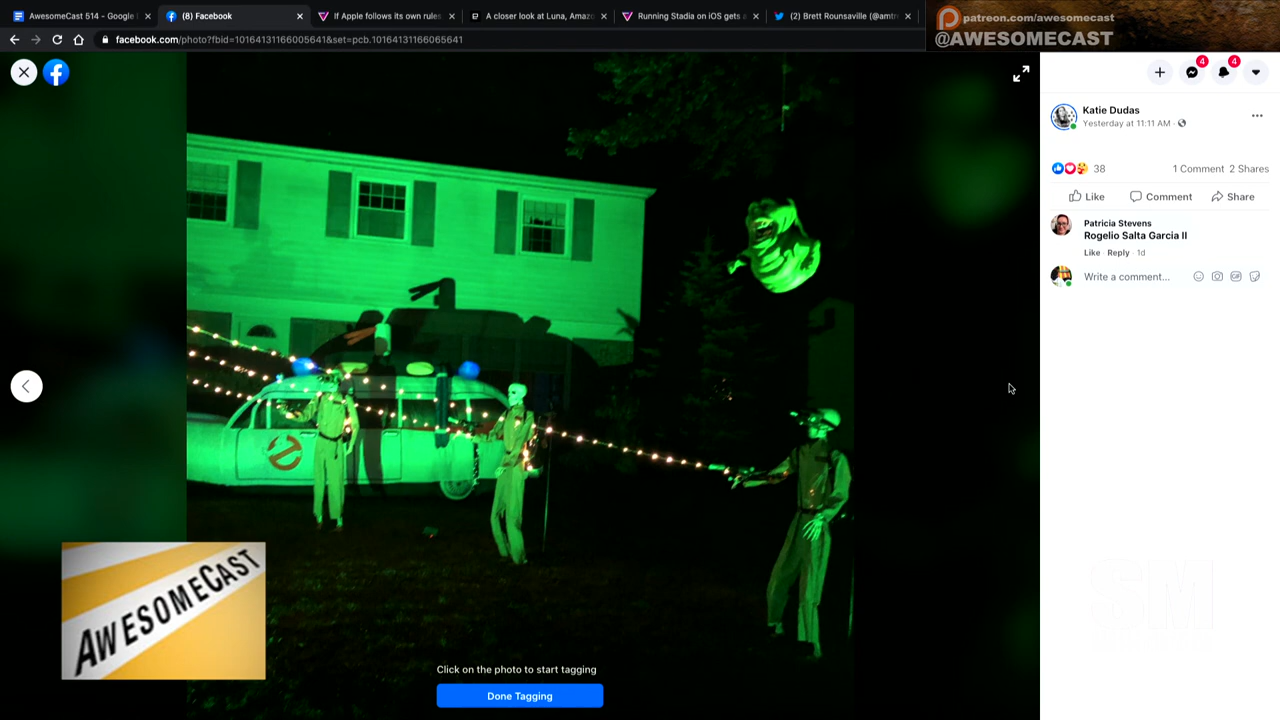 AwesomeCast 514 - Google
(8) Facebook
If Apple follows its own rules
A closer look at Luna, Amazo
Running Stadia on iOS gets a
(2) Brett Rounsaville (@amtr
patreon.com/awesomecast
@AWESOMECAST
facebook.com/photo?fbid=10164131166005641&set=pcb.10164131166065641
4
4
Katie Dudas
Yesterday at 11:11 AM ·
38
1 Comment 2 Shares
Like
Comment
Share
Patricia Stevens
Rogelio Salta Garcia II
Like · Reply · 1d
Write a comment...
GIF
AWESOMECAST
Click on the photo to start tagging
Done Tagging